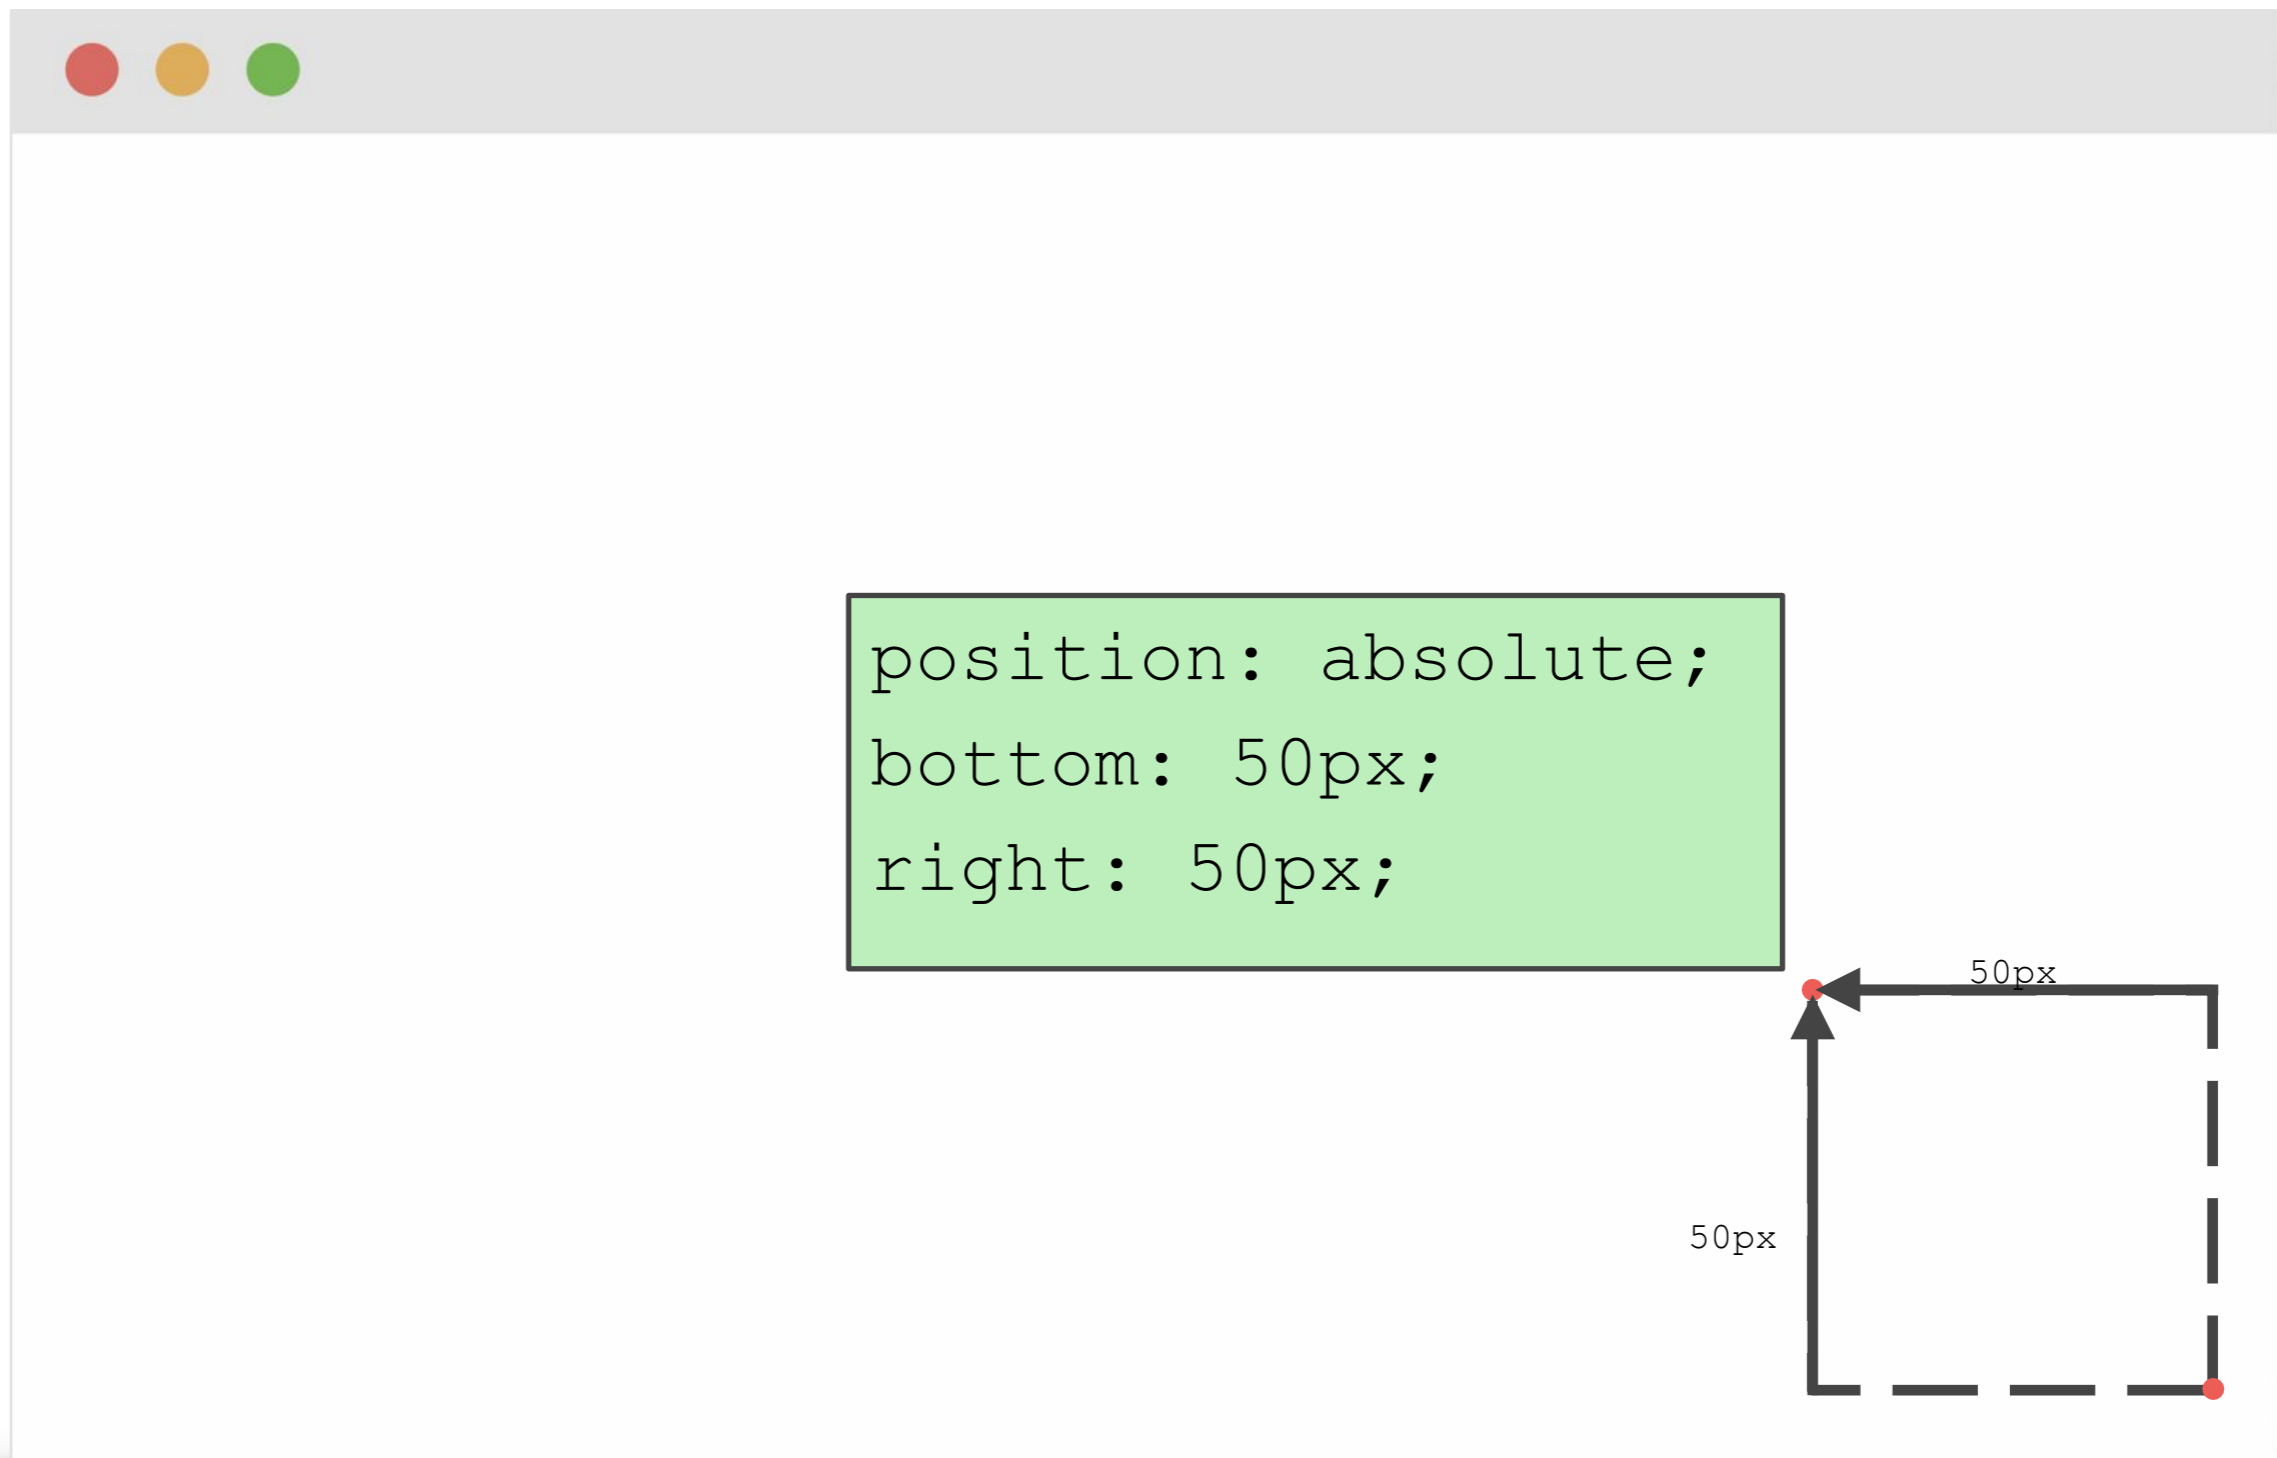 position: absolute;
bottom: 50px;
right: 50px;
50px
50px